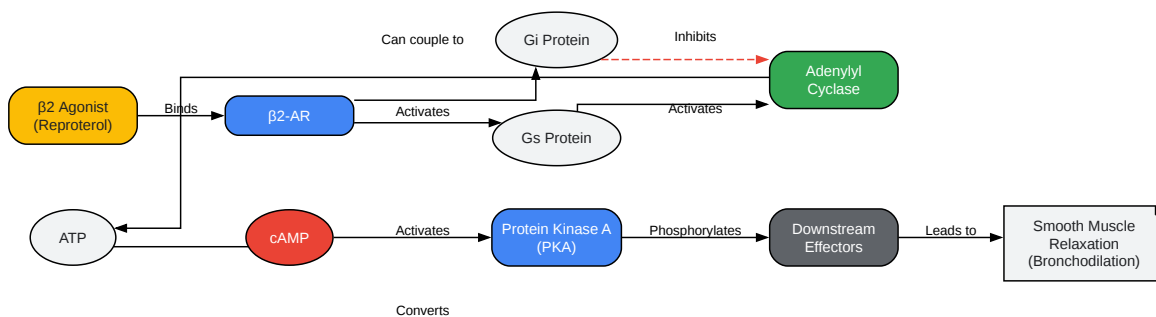 Can couple to
Gi Protein
Inhibits
Adenylyl
Cyclase
β2 Agonist
(Reproterol)
Binds
β2-AR
Activates
Gs Protein
Activates
ATP
cAMP
Activates
Protein Kinase A
(PKA)
Phosphorylates
Downstream
Effectors
Leads to
Smooth Muscle
Relaxation
(Bronchodilation)
Converts